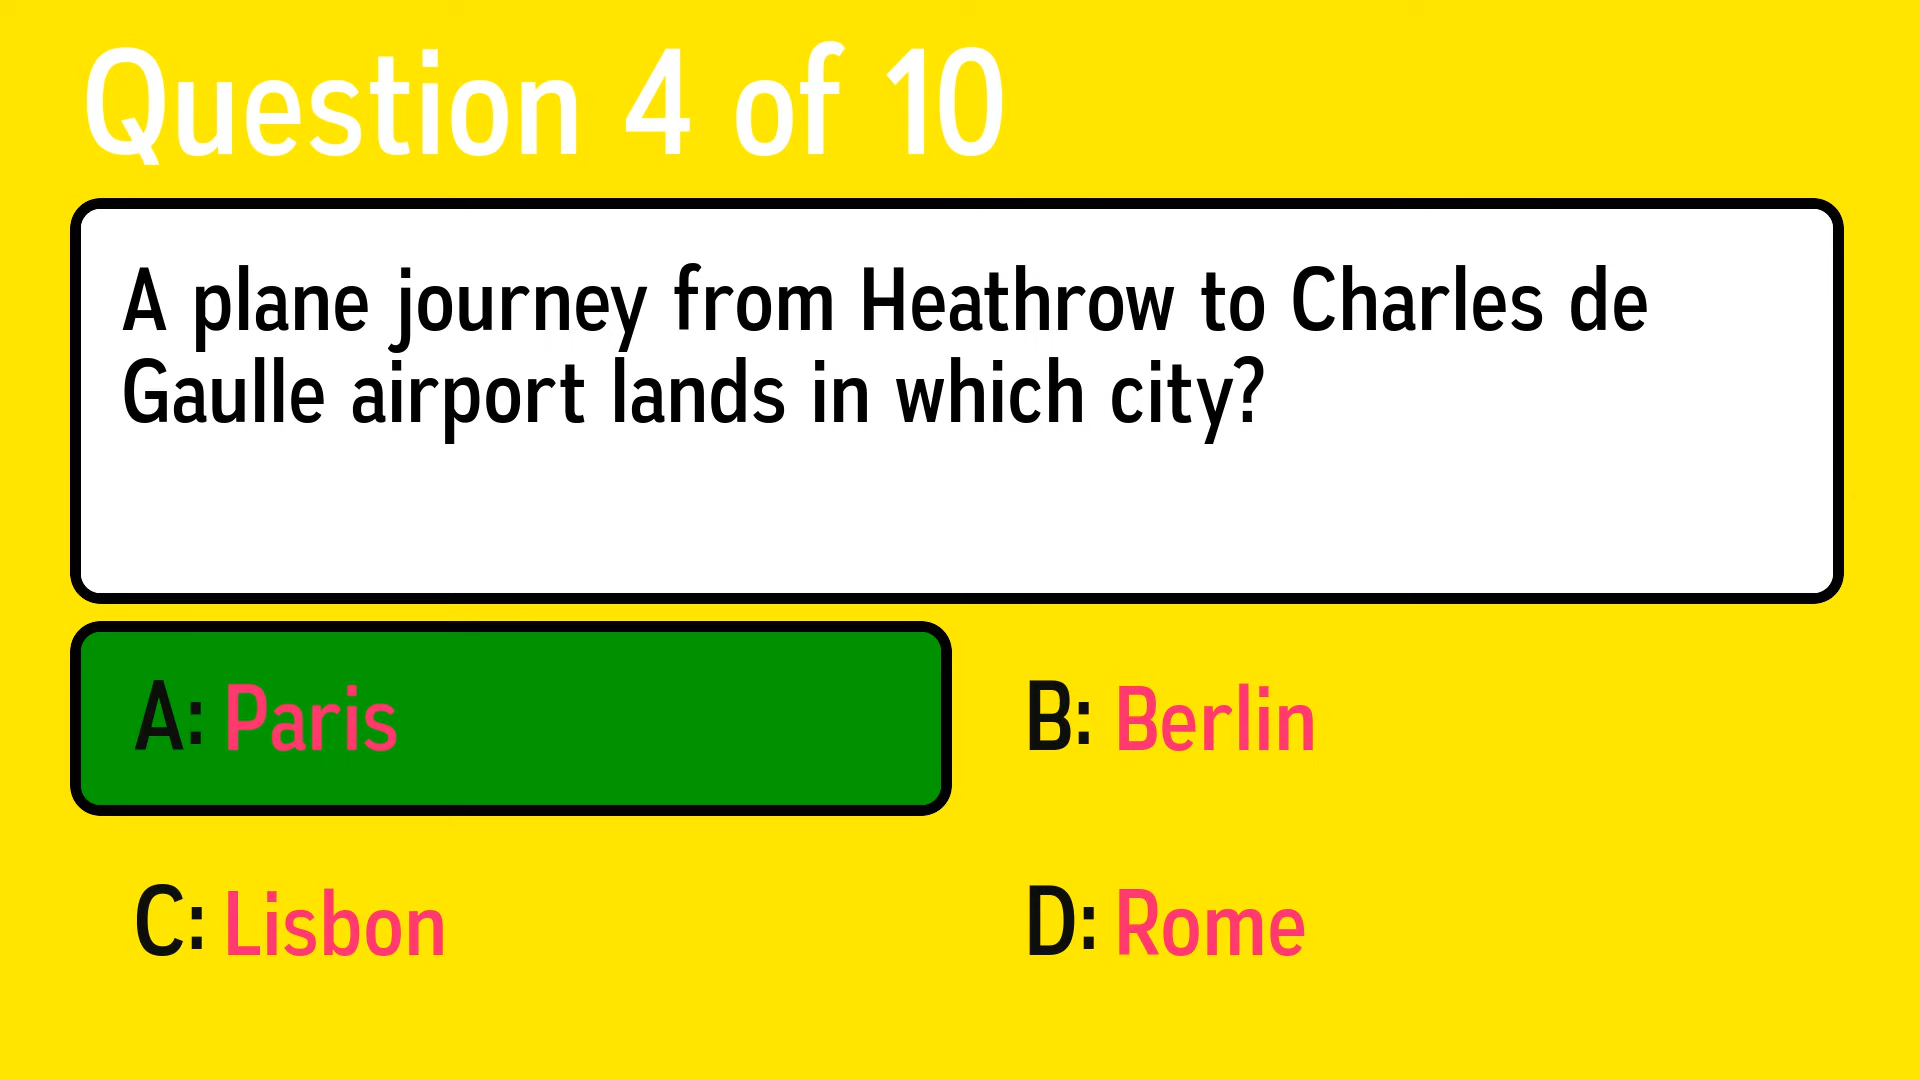 Question 4 of 10
A plane journey from Heathrow to Charles de
Gaulle airport lands in which city?
A: Paris
B: Berlin
C: Lisbon
D: Rome